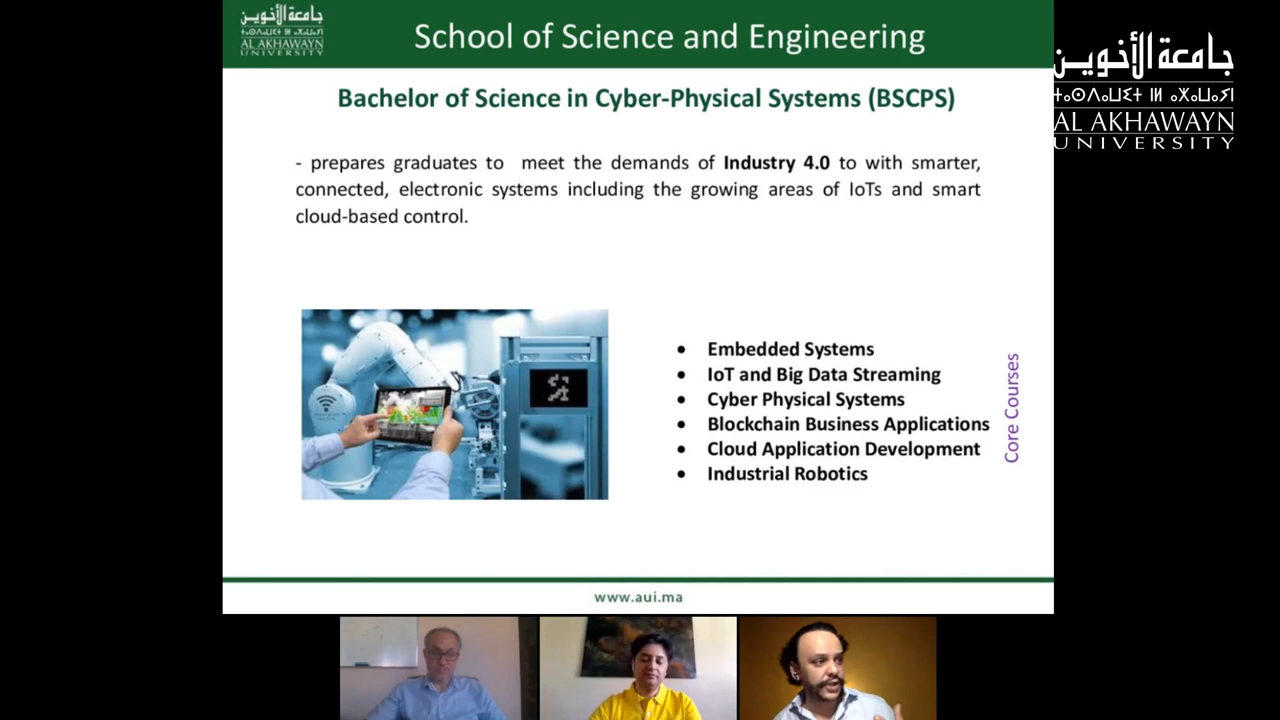 جامعة الأخوين
ⵜⴰⵙⴷⴰⵡⵉⵜ ⵏ ⴰⵅⴰⵡⴰⵢⵏ
AL AKHAWAYN
UNIVERSITY
School of Science and Engineering
جامعة الأخوين
AL AKHAWAYN
UNIVERSITY
Bachelor of Science in Cyber-Physical Systems (BSCPS)
- prepares graduates to meet the demands of Industry 4.0 to with smarter,
connected, electronic systems including the growing areas of IoTs and smart
cloud-based control.
• Embedded Systems
• IoT and Big Data Streaming
• Cyber Physical Systems
• Blockchain Business Applications
• Cloud Application Development
• Industrial Robotics
Core Courses
www.aui.ma